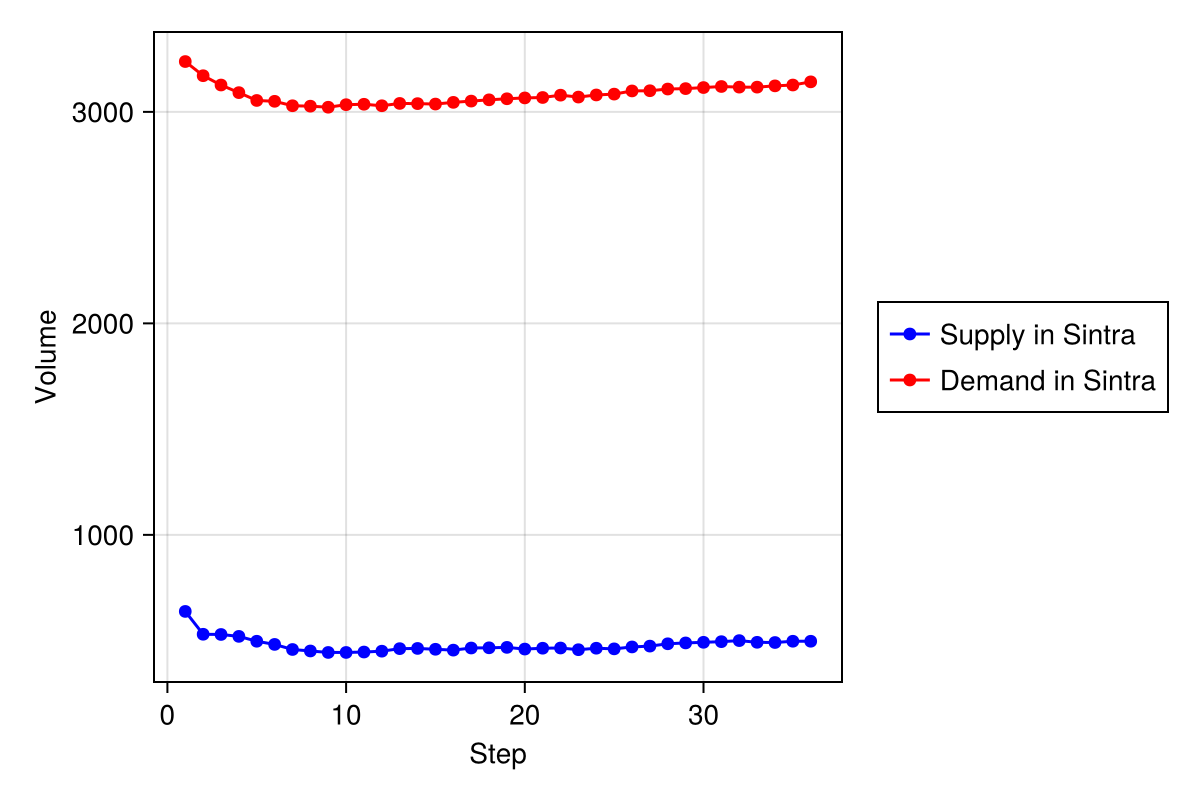 3000
2000
1000
Volume
0 10 20 30
Step
Supply in Sintra
Demand in Sintra